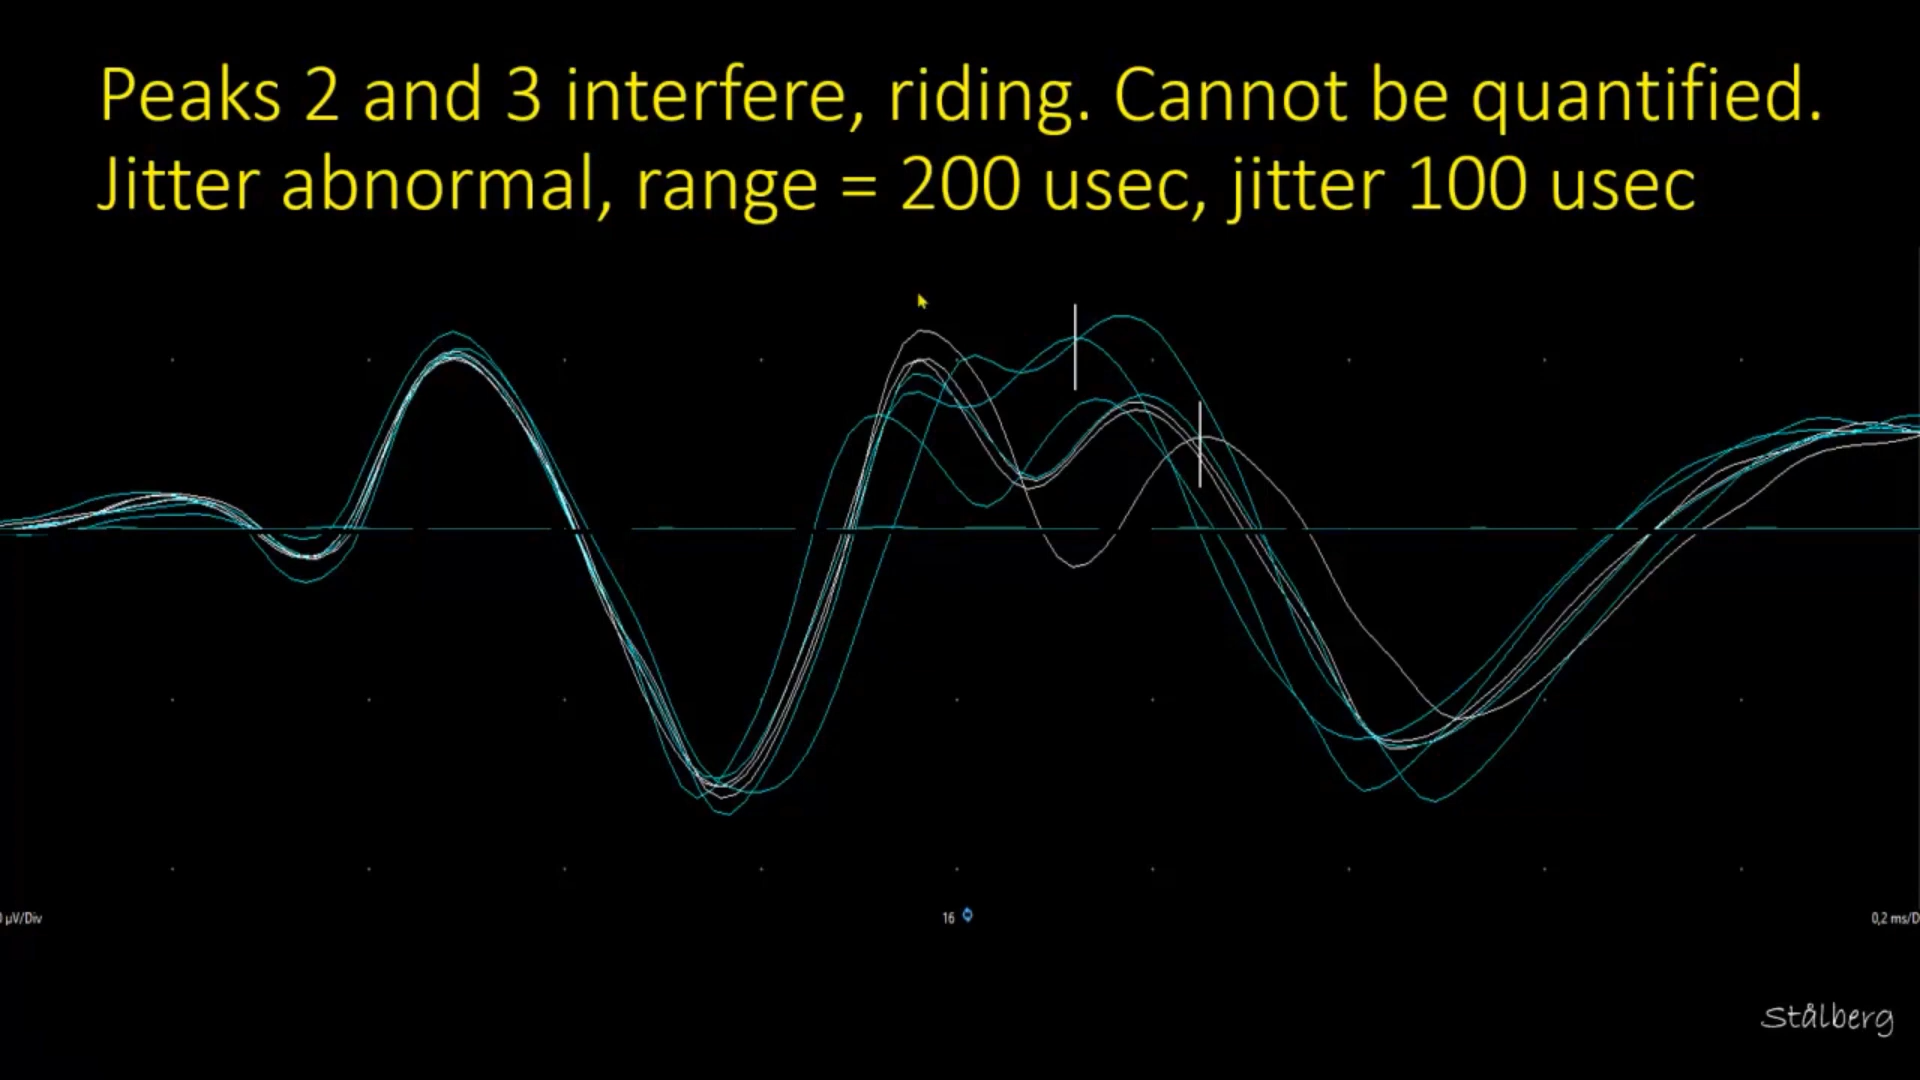 Peaks 2 and 3 interfere, riding. Cannot be quantified.
Jitter abnormal, range = 200 usec, jitter 100 usec
µV/Div
16
0,2 ms/D
Stålberg